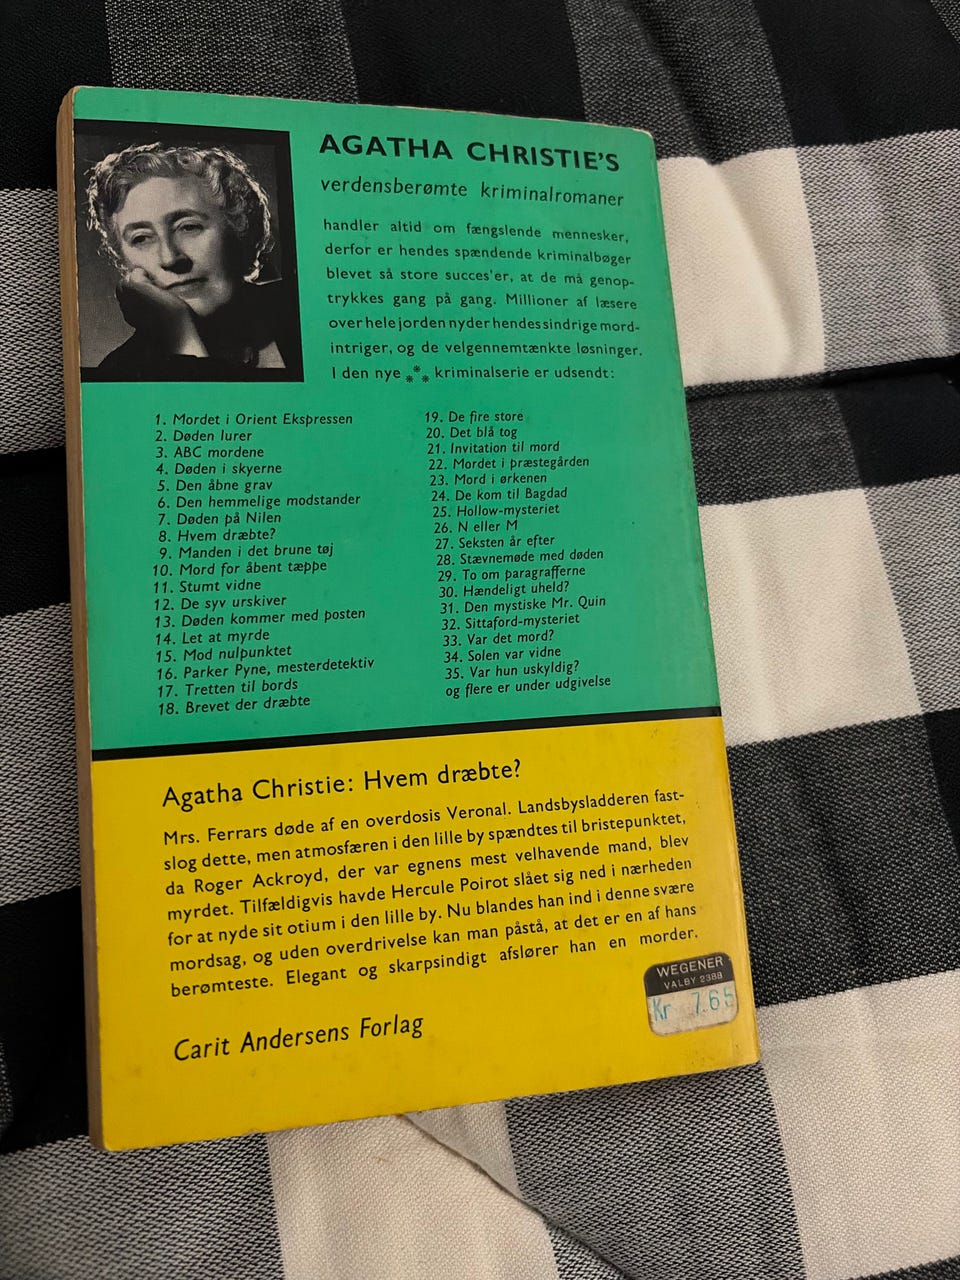 AGATHA CHRISTIE'S
verdensberømte kriminalromaner
handler altid om fængslende mennesker,
derfor er hendes spændende kriminalbøger
blevet så store succes'er, at de må genop-
trykkes gang på gang. Millioner af læsere
over hele jorden nyder hendes sindrige mord-
intriger, og de velgennemtænkte løsninger.
I den nye *** kriminalserie er udsendt:
1. Mordet i Orient Ekspressen
2. Døden lurer
3. ABC mordene
4. Døden i skyerne
5. Den åbne grav
6. Den hemmelige modstander
7. Døden på Nilen
8. Hvem dræbte?
9. Manden i det brune tøj
10. Mord for åbent tæppe
11. Stumt vidne
12. De syv urskiver
13. Døden kommer med posten
14. Let at myrde
15. Mod nulpunktet
16. Parker Pyne, mesterdetektiv
17. Tretten til bords
18. Brevet der dræbte
19. De fire store
20. Det blå tog
21. Invitation til mord
22. Mordet i præstegården
23. Mord i ørkenen
24. De kom til Bagdad
25. Hollow-mysteriet
26. N eller M
27. Seksten år efter
28. Stævnemøde med døden
29. To om paragrafferne
30. Hændeligt uheld?
31. Den mystiske Mr. Quin
32. Sittaford-mysteriet
33. Var det mord?
34. Solen var vidne
35. Var hun uskyldig?
og flere er under udgivelse
Agatha Christie: Hvem dræbte?
Mrs. Ferrars døde af en overdosis Veronal. Landsbysladderen fast-
slog dette, men atmosfæren i den lille by spændtes til bristepunktet,
da Roger Ackroyd, der var egnens mest velhavende mand, blev
myrdet. Tilfældigvis havde Hercule Poirot slået sig ned i nærheden
for at nyde sit otium i den lille by. Nu blandes han ind i denne svære
mordsag, og uden overdrivelse kan man påstå, at det er en af hans
berømteste. Elegant og skarpsindigt afslører han en morder.
WEGENER
VALBY 2388
Kr 7.65
Carit Andersens Forlag